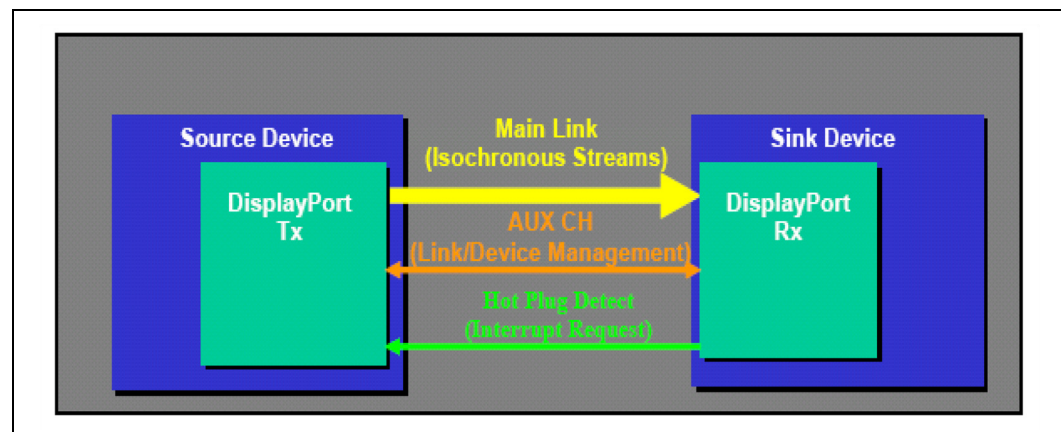 Source Device
DisplayPort
Tx
Main Link
(Isochronous Streams)
AUX CH
(Link/Device Management)
Hot Plug Detect
(Interrupt Request)
Sink Device
DisplayPort
Rx